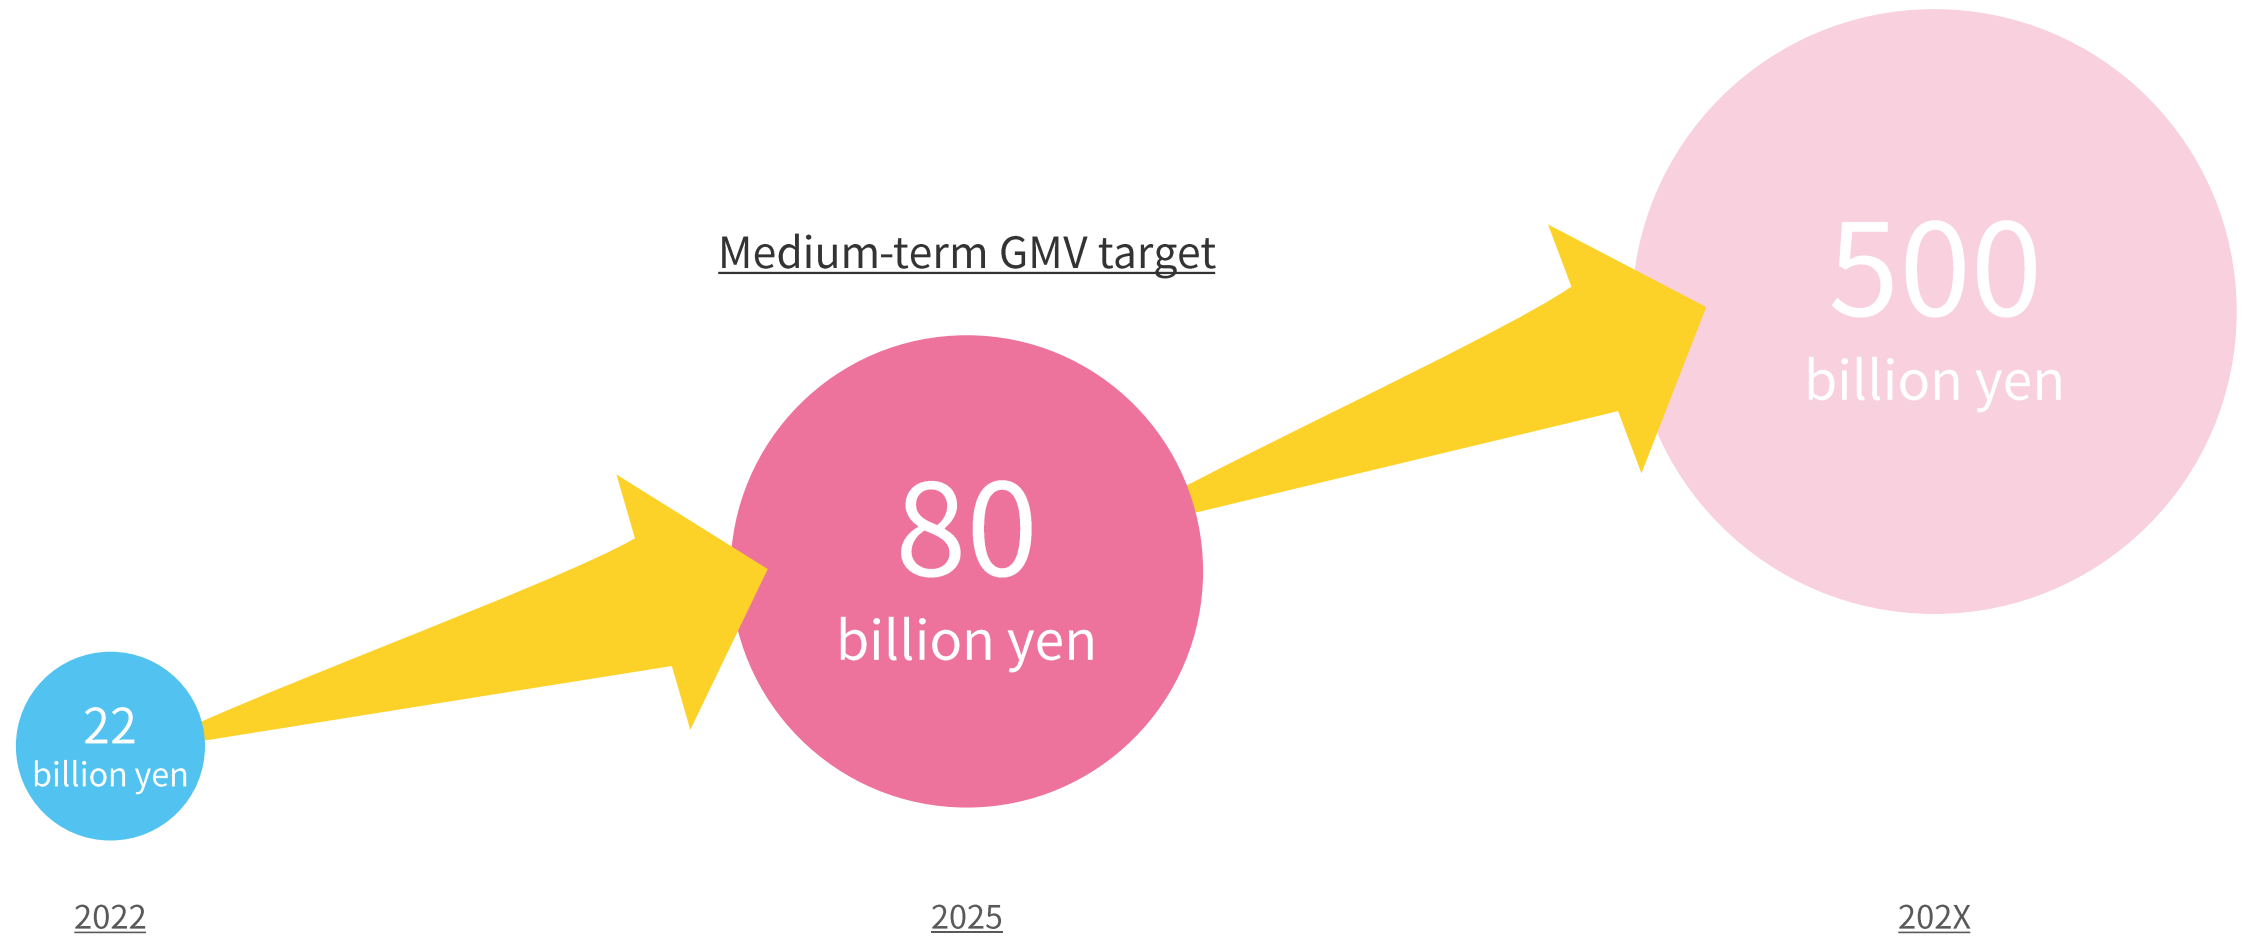 Medium-term GMV target
22
billion yen
80
billion yen
500
billion yen
2022
2025
202X